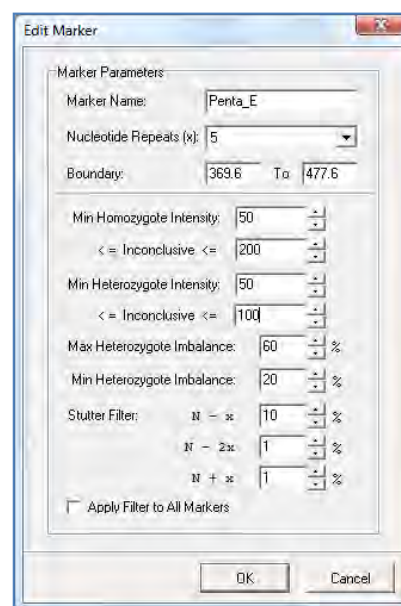 Edit Marker
Marker Parameters
Marker Name: Penta_E
Nucleotide Repeats (x): 5
Boundary: 369.6 To 477.6
Min Homozygote Intensity: 50
< = Inconclusive <= 200
Min Heterozygote Intensity: 50
< = Inconclusive <= 100
Max Heterozygote Imbalance: 60 %
Min Heterozygote Imbalance: 20 %
Stutter Filter: N - x 10 %
N - 2x 1 %
N + x 1 %
Apply Filter to All Markers
OK Cancel